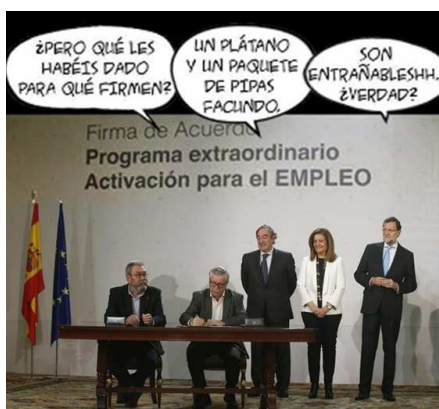 ¿PERO QUÉ LES
HABÉIS DADO
PARA QUÉ FIRMEN?
UN PLÁTANO
Y UN PAQUETE
DE PIPAS
FACUNDO.
SON
ENTRAÑABLESHH.
¿VERDAD?
Firma de Acuerdo
Programa extraordinario
Activación para el EMPLEO